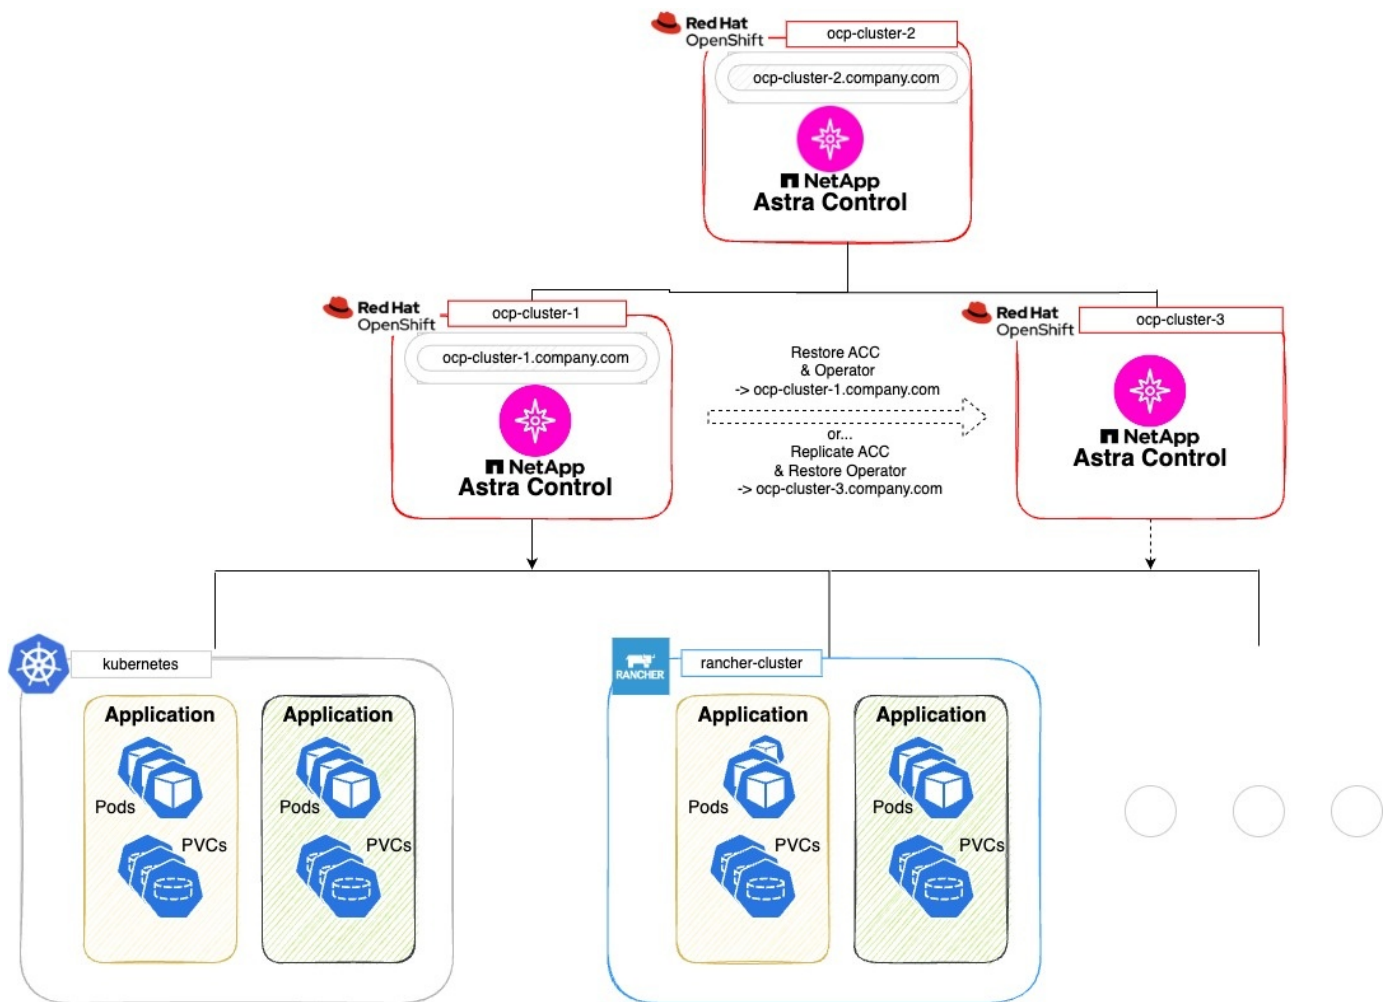 Red Hat
OpenShift
ocp-cluster-2
ocp-cluster-2.company.com
NetApp
Astra Control
Red Hat
OpenShift
ocp-cluster-1
ocp-cluster-1.company.com
NetApp
Astra Control
Restore ACC
& Operator
-> ocp-cluster-1.company.com
or...
Replicate ACC
& Restore Operator
-> ocp-cluster-3.company.com
Red Hat
OpenShift
ocp-cluster-3
NetApp
Astra Control
kubernetes
Application
Pods
PVCs
Application
Pods
PVCs
RANCHER
rancher-cluster
Application
Pods
PVCs
Application
Pods
PVCs